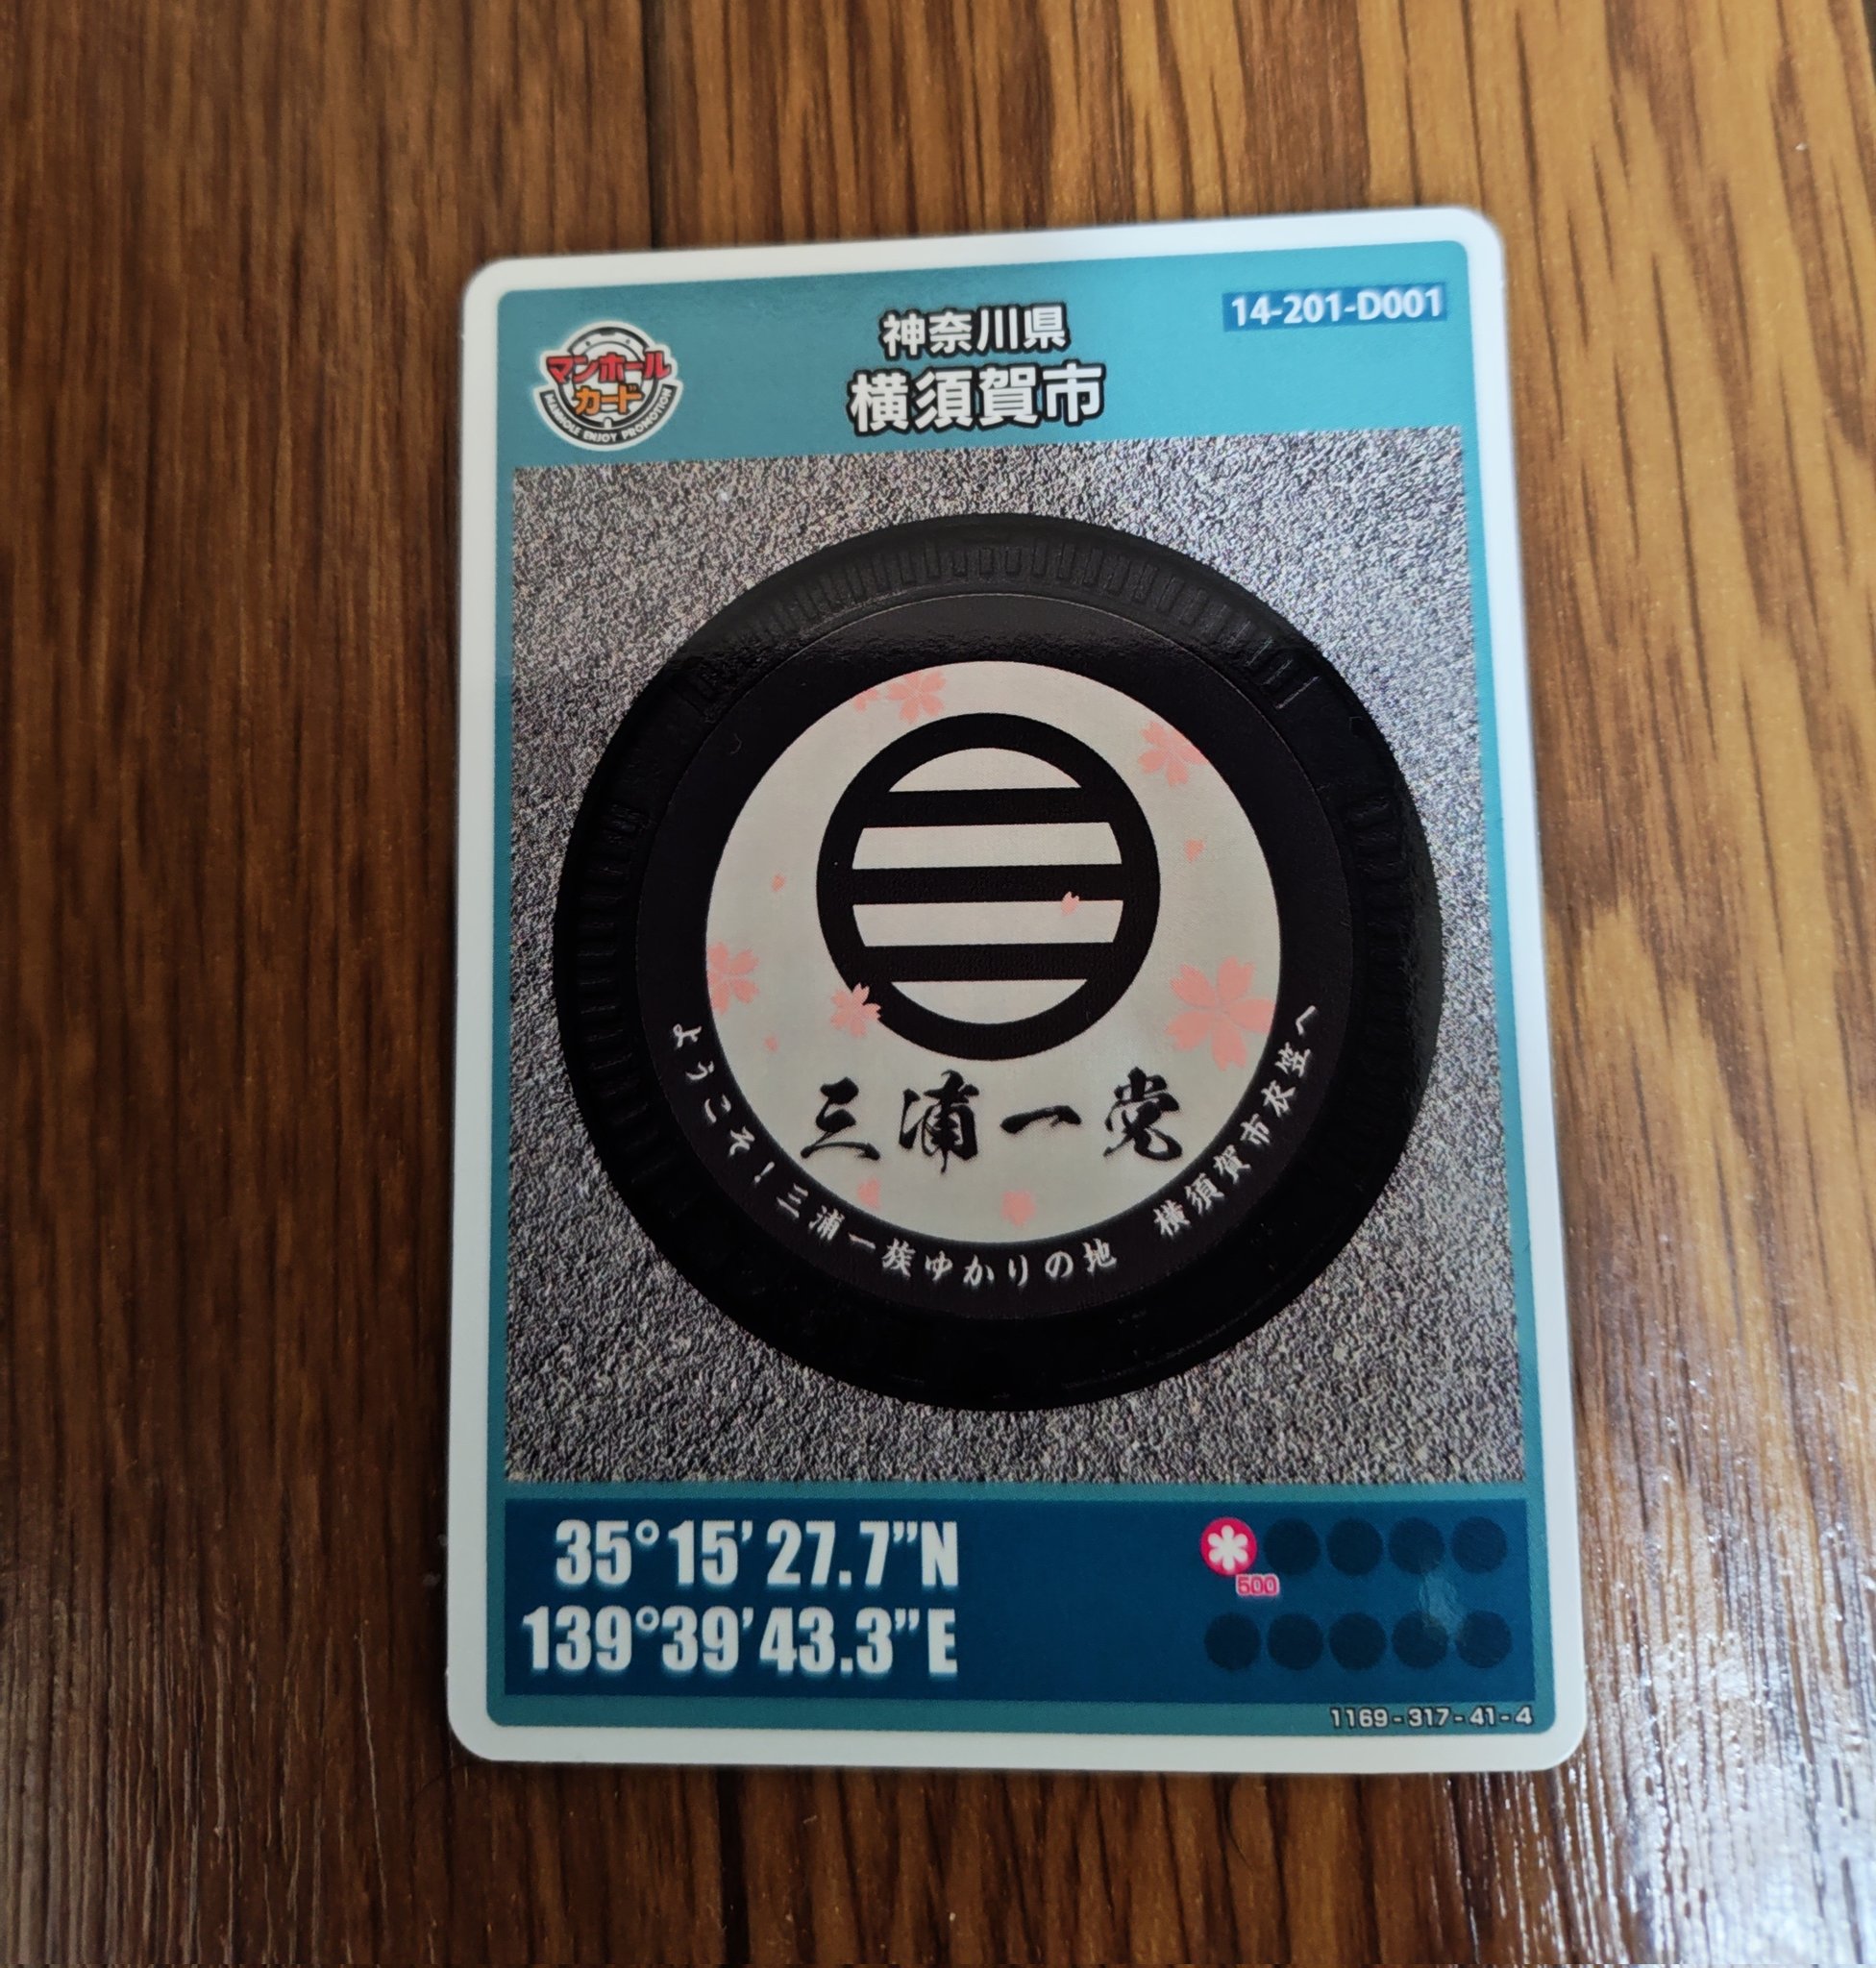 14-201-D001
神奈川県
横須賀市
マンホール
カード
MANHOLE ENJOY PROMOTION
三浦一党
ようこそ！三浦一族ゆかりの地 横須賀市衣笠へ
35°15’27.7”N
139°39’43.3”E
500
1169-317-41-4